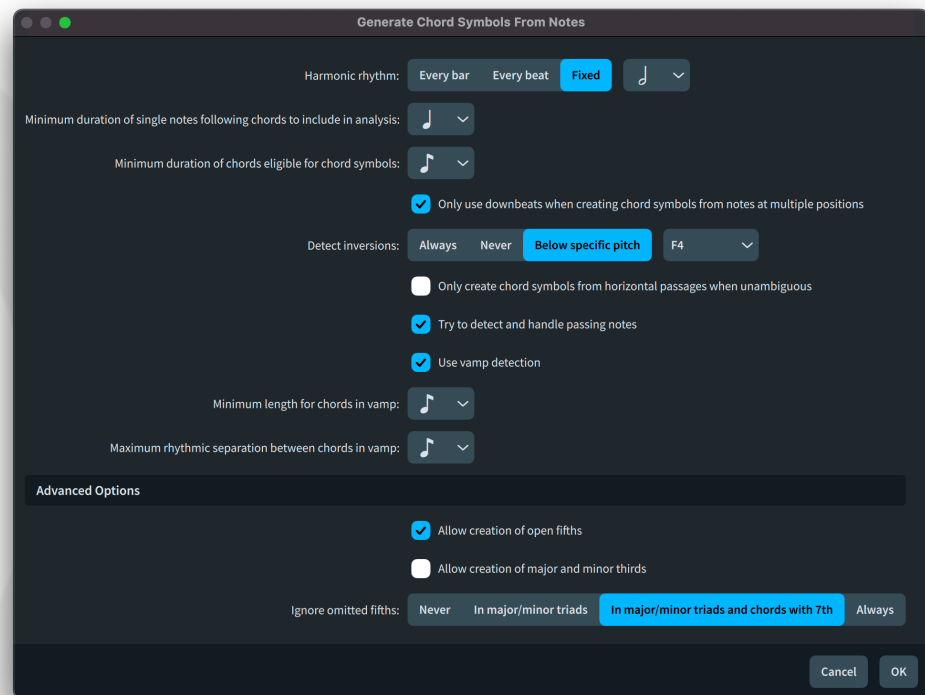 Generate Chord Symbols From Notes
Harmonic rhythm: Every bar Every beat Fixed
Minimum duration of single notes following chords to include in analysis:
Minimum duration of chords eligible for chord symbols:
Only use downbeats when creating chord symbols from notes at multiple positions
Detect inversions: Always Never Below specific pitch F4
Only create chord symbols from horizontal passages when unambiguous
Try to detect and handle passing notes
Use vamp detection
Minimum length for chords in vamp:
Maximum rhythmic separation between chords in vamp:
Advanced Options
Allow creation of open fifths
Allow creation of major and minor thirds
Ignore omitted fifths: Never In major/minor triads In major/minor triads and chords with 7th Always
Cancel OK